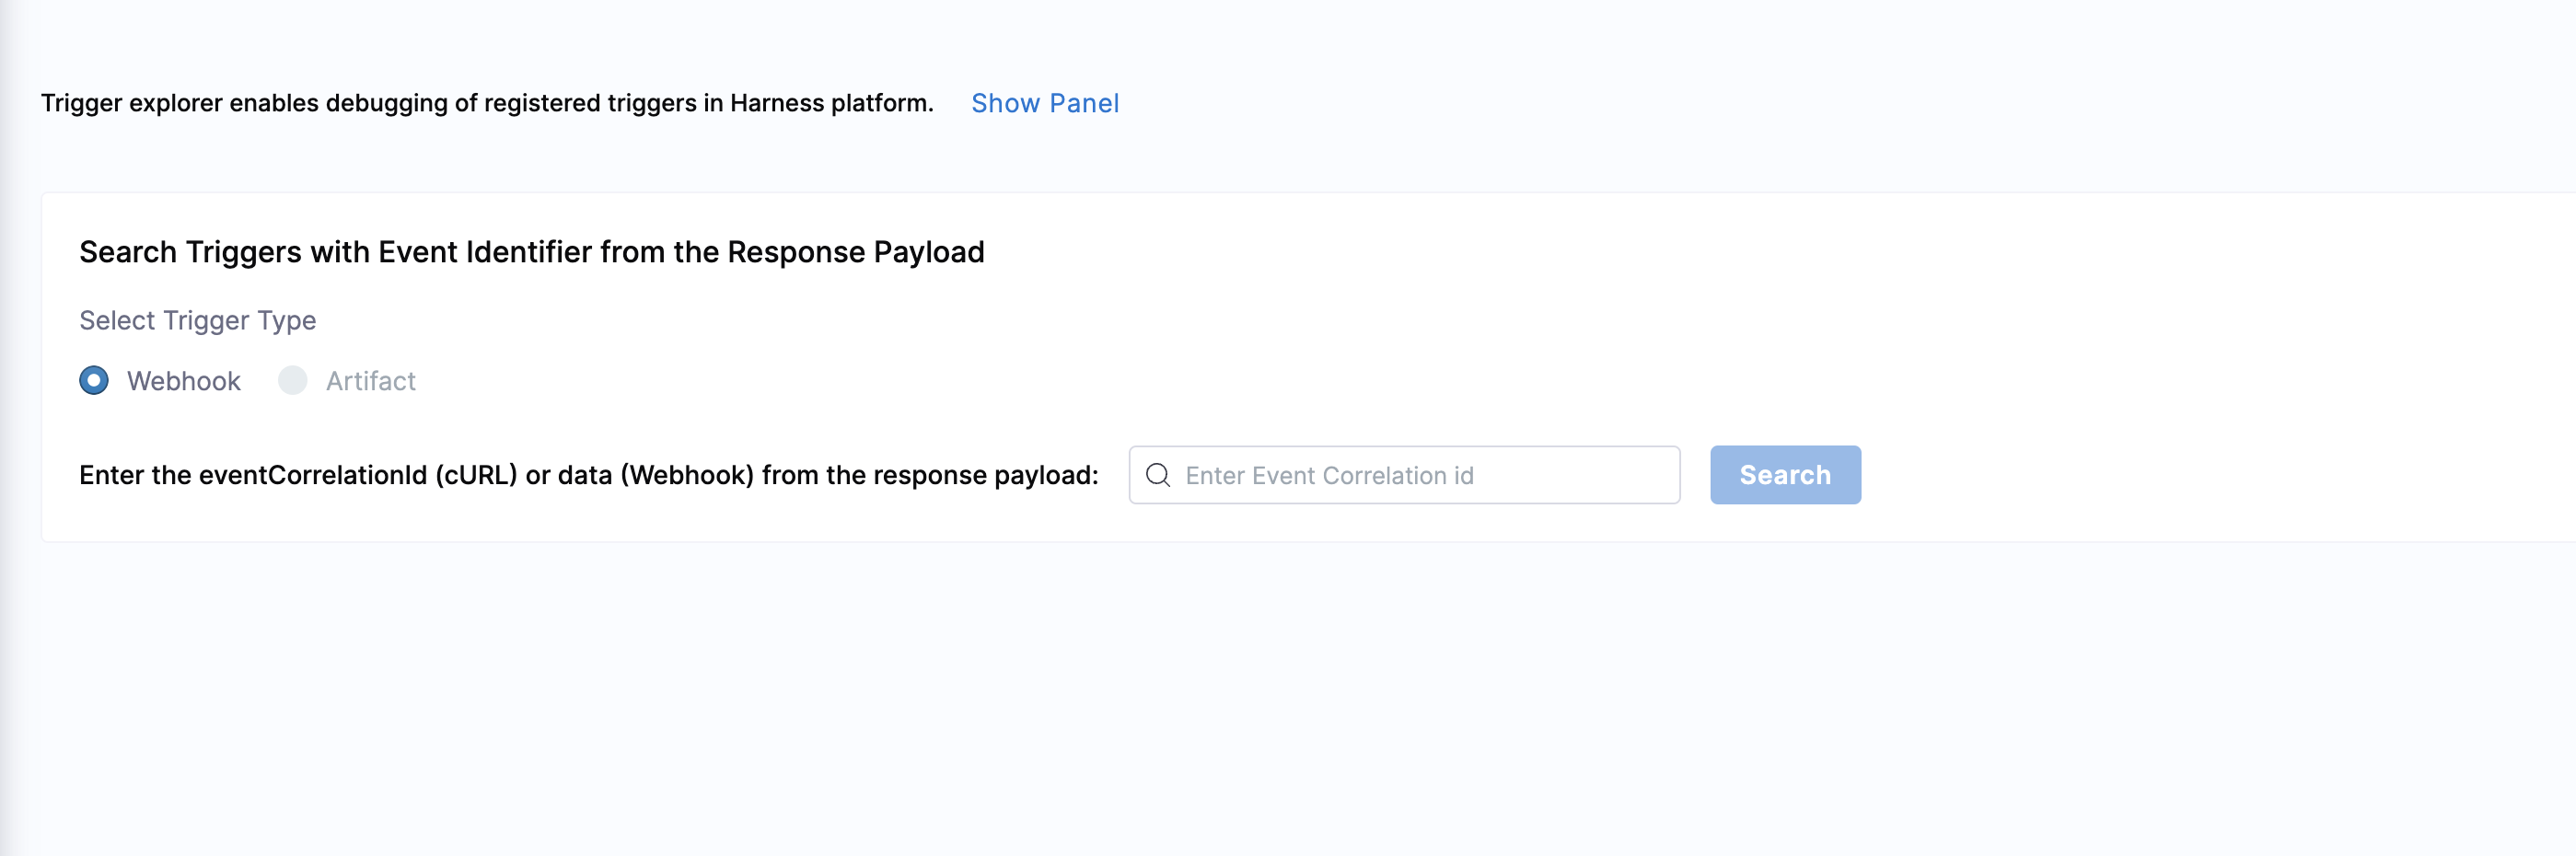 Trigger explorer enables debugging of registered triggers in Harness platform. Show Panel
Search Triggers with Event Identifier from the Response Payload
Select Trigger Type
Webhook Artifact
Enter the eventCorrelationId (cURL) or data (Webhook) from the response payload: Enter Event Correlation id Search